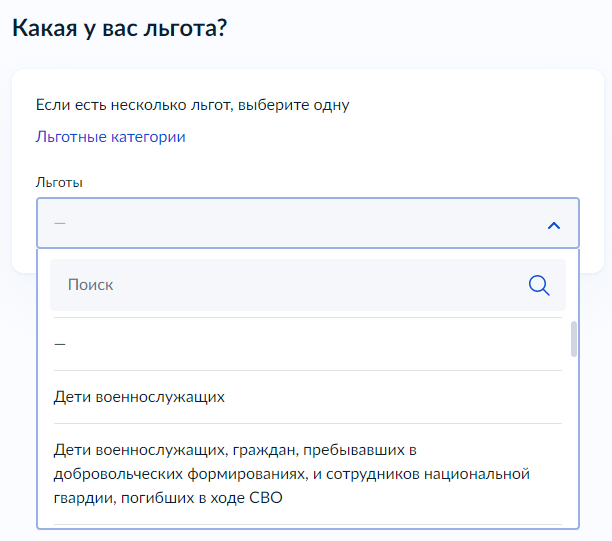 Какая у вас льгота?
Если есть несколько льгот, выберите одну
Льготные категории
Льготы
—
Поиск
—
Дети военнослужащих
Дети военнослужащих, граждан, пребывавших в
добровольческих формированиях, и сотрудников национальной
гвардии, погибших в ходе СВО